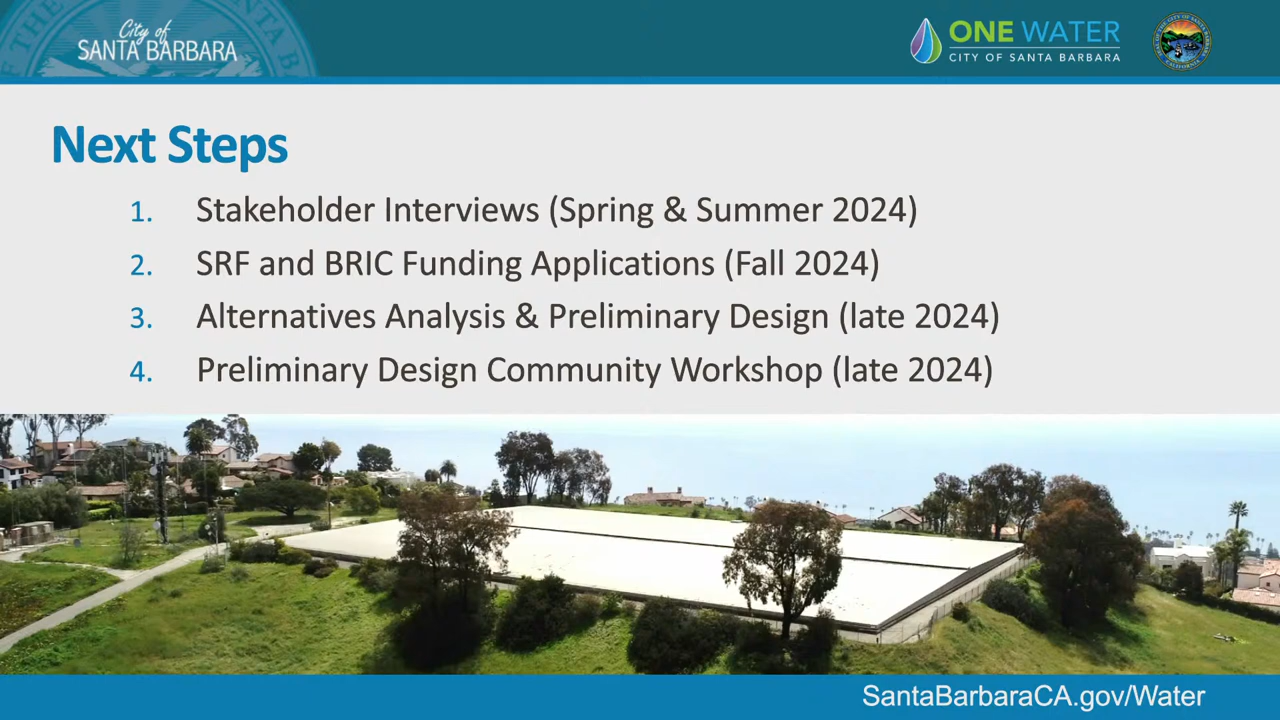 City of
SANTA BARBARA
ONE WATER
CITY OF SANTA BARBARA
Next Steps
1. Stakeholder Interviews (Spring & Summer 2024)
2. SRF and BRIC Funding Applications (Fall 2024)
3. Alternatives Analysis & Preliminary Design (late 2024)
4. Preliminary Design Community Workshop (late 2024)
SantaBarbaraCA.gov/Water